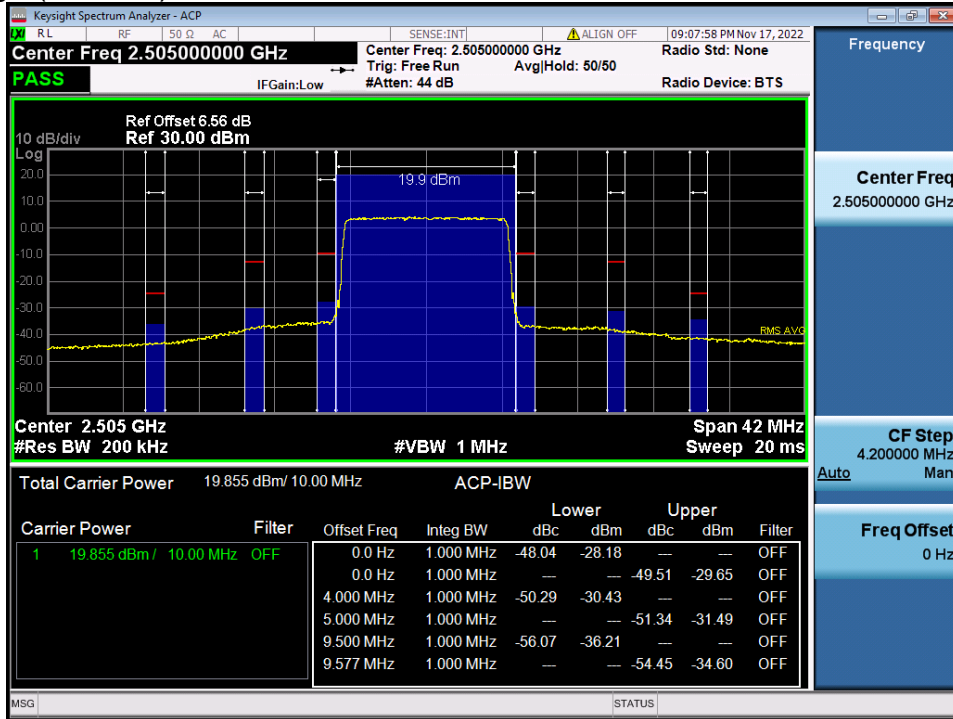 Keysight Spectrum Analyzer - ACP
LXI RL RF 50 Ω AC SENSE:INT ALIGN OFF 09:07:58 PM Nov 17, 2022
Center Freq 2.505000000 GHz Center Freq: 2.505000000 GHz Radio Std: None
Trig: Free Run Avg|Hold: 50/50
PASS IFGain:Low #Atten: 44 dB Radio Device: BTS
Ref Offset 6.56 dB
10 dB/div Ref 30.00 dBm
Log
20.0 19.9 dBm
10.0
0.00
-10.0
-20.0
-30.0
-40.0 RMS AVG
-50.0
-60.0
Center 2.505 GHz Span 42 MHz
#Res BW 200 kHz #VBW 1 MHz Sweep 20 ms
Total Carrier Power 19.855 dBm/ 10.00 MHz ACP-IBW
Lower Upper
Carrier Power Filter Offset Freq Integ BW dBc dBm dBc dBm Filter
1 19.855 dBm / 10.00 MHz OFF 0.0 Hz 1.000 MHz -48.04 -28.18 --- --- OFF
0.0 Hz 1.000 MHz --- --- -49.51 -29.65 OFF
4.000 MHz 1.000 MHz -50.29 -30.43 --- --- OFF
5.000 MHz 1.000 MHz --- --- -51.34 -31.49 OFF
9.500 MHz 1.000 MHz -56.07 -36.21 --- --- OFF
9.577 MHz 1.000 MHz --- --- -54.45 -34.60 OFF
MSG STATUS
Frequency
Center Freq
2.505000000 GHz
CF Step
4.200000 MHz
Auto Man
Freq Offset
0 Hz